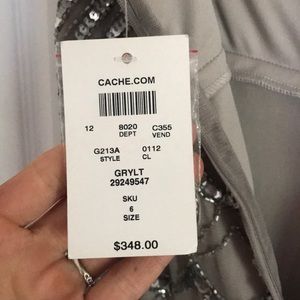 CACHE.COM
12 8020 C355
DEPT VEND
G213A 0112
STYLE CL
GRYLT
29249547
SKU
6
SIZE
$348.00